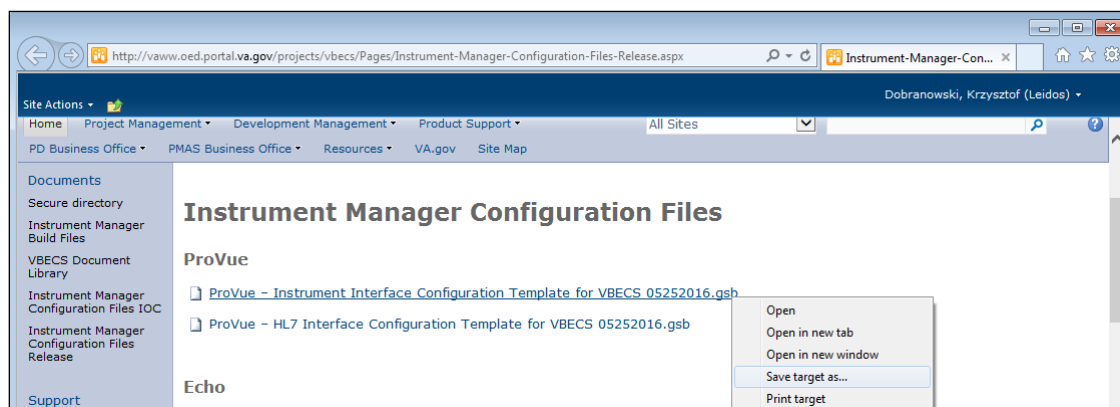 http://vaww.oed.portal.va.gov/projects/vbecs/Pages/Instrument-Manager-Configuration-Files-Release.aspx
Instrument-Manager-Con...
Dobranowski, Krzysztof (Leidos)
Site Actions
Home Project Manage Development Management Product Support All Sites
PD Business Office PMAS Business Office Resources VA.gov Site Map
Documents
Secure directory
Instrument Manager
Build Files
VBECS Document
Library
Instrument Manager
Configuration Files IOC
Instrument Manager
Configuration Files
Release
Support
Instrument Manager Configuration Files
ProVue
ProVue – Instrument Interface Configuration Template for VBECS 05252016.gsb
ProVue – HL7 Interface Configuration Template for VBECS 05252016.gsb
Echo
Open
Open in new tab
Open in new window
Save target as...
Print target